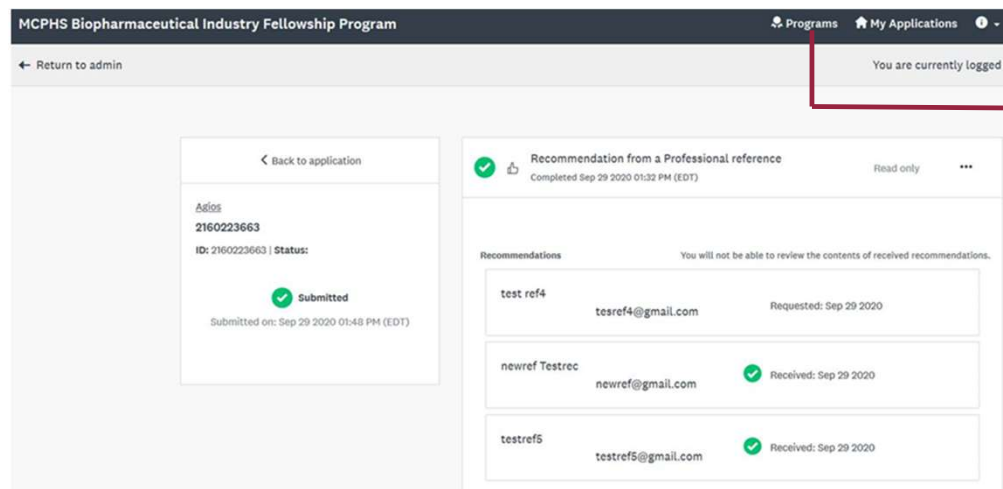 MCPHS Biopharmaceutical Industry Fellowship Program
Programs My Applications
← Return to admin
You are currently logged
Back to application
Agios
2160223663
ID: 2160223663 | Status:
Submitted
Submitted on: Sep 29 2020 01:48 PM (EDT)
Recommendation from a Professional reference
Completed Sep 29 2020 01:32 PM (EDT)
Read only
Recommendations
You will not be able to review the contents of received recommendations.
test ref4
tesref4@gmail.com
Requested: Sep 29 2020
newref Testrec
newref@gmail.com
Received: Sep 29 2020
testref5
testref5@gmail.com
Received: Sep 29 2020